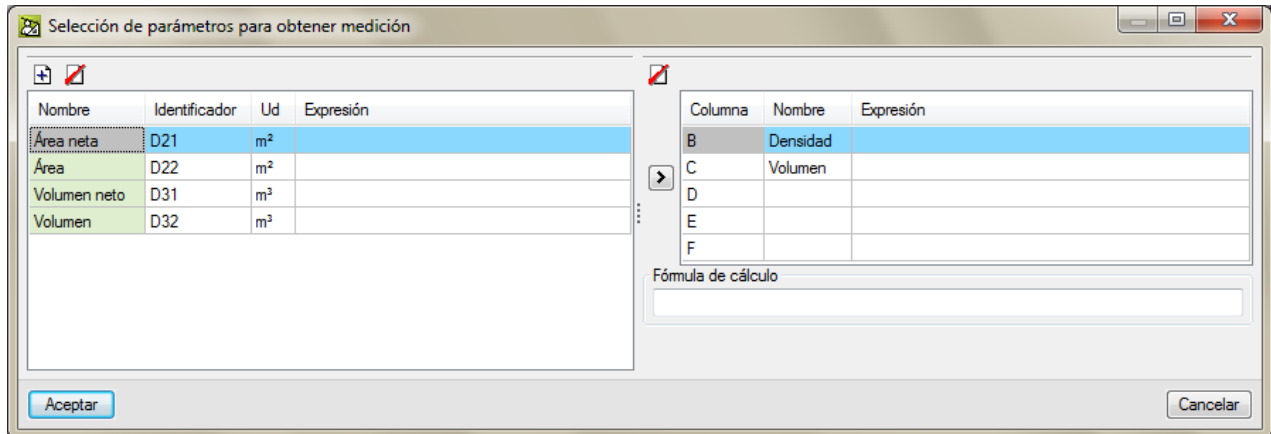 Selección de parámetros para obtener medición
Nombre Identificador Ud Expresión
Área neta D21 m²
Área D22 m²
Volumen neto D31 m³
Volumen D32 m³
Columna Nombre Expresión
B Densidad
C Volumen
D
E
F
Fórmula de cálculo
Aceptar
Cancelar